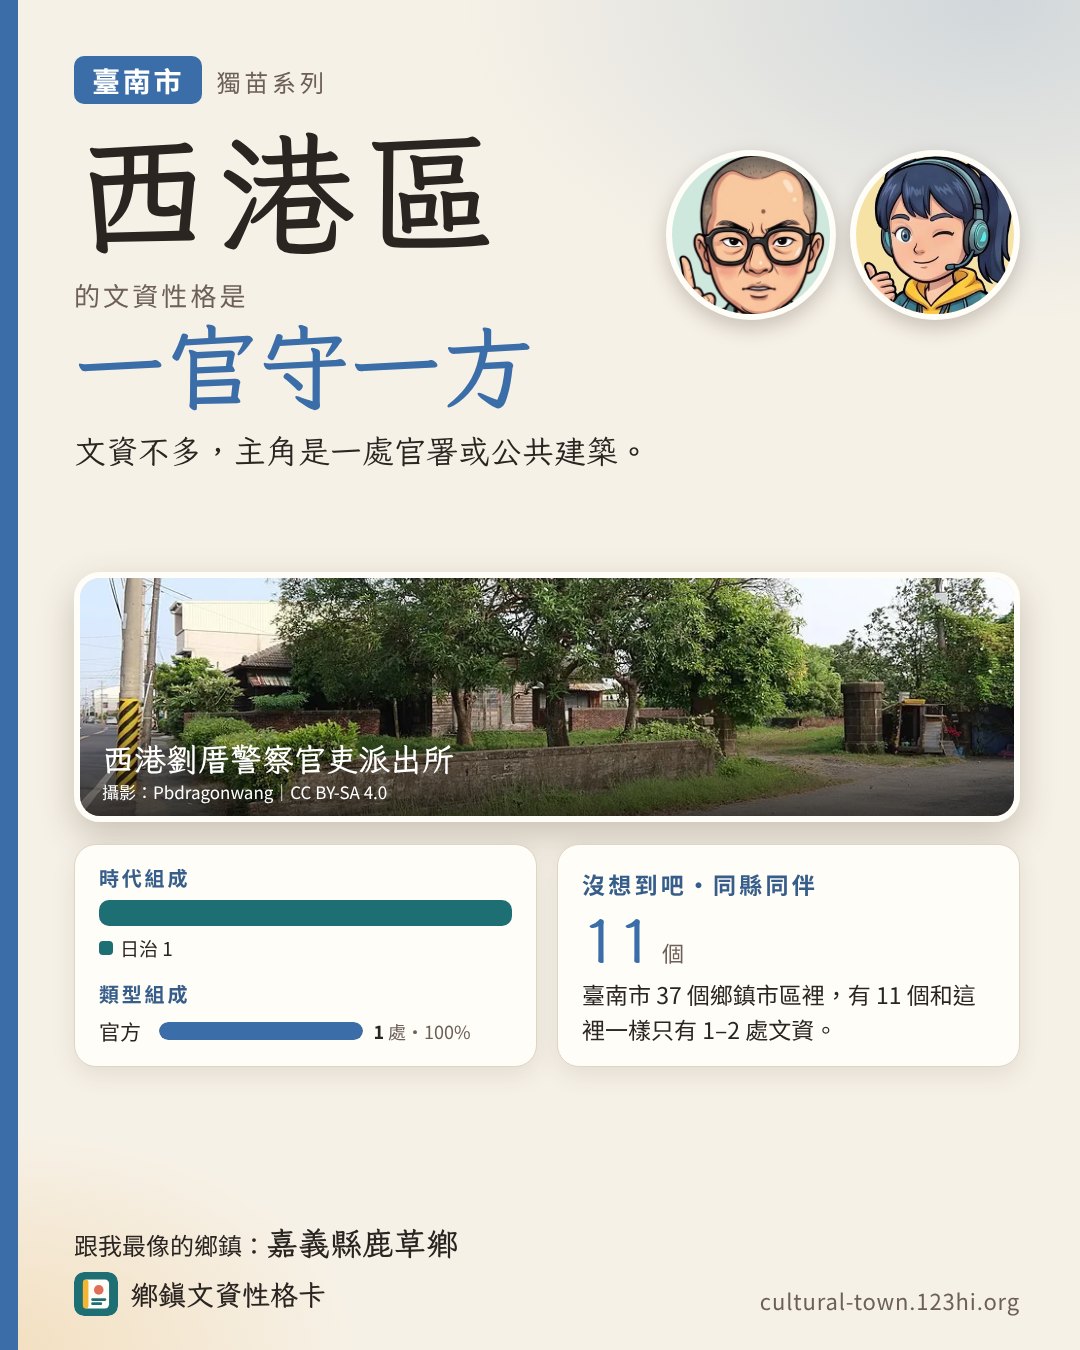 臺南市 獨苗系列
西港區
的文資性格是
一官守一方
文資不多，主角是一處官署或公共建築。
西港劉厝警察官吏派出所
攝影：Pbdragonwang｜CC BY-SA 4.0
時代組成
日治 1
類型組成
官方 1 處・100%
沒想到吧・同縣同伴
11 個
臺南市 37 個鄉鎮市區裡，有 11 個和這
裡一樣只有 1–2 處文資。
跟我最像的鄉鎮：嘉義縣鹿草鄉
鄉鎮文資性格卡
cultural-town.123hi.org